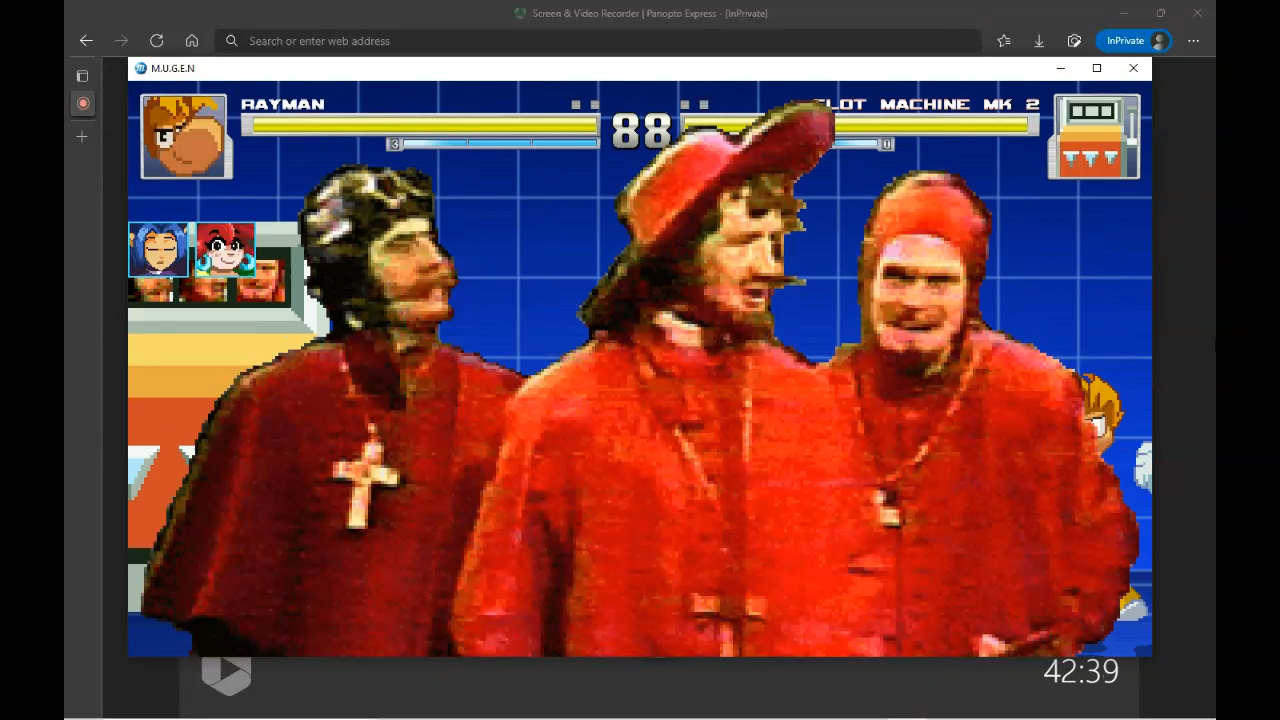 Screen & Video Recorder | Panopto Express - [InPrivate]
Search or enter web address
InPrivate
M.U.G.E.N
RAYMAN
88
SLOT MACHINE MK 2
3
0
42:39